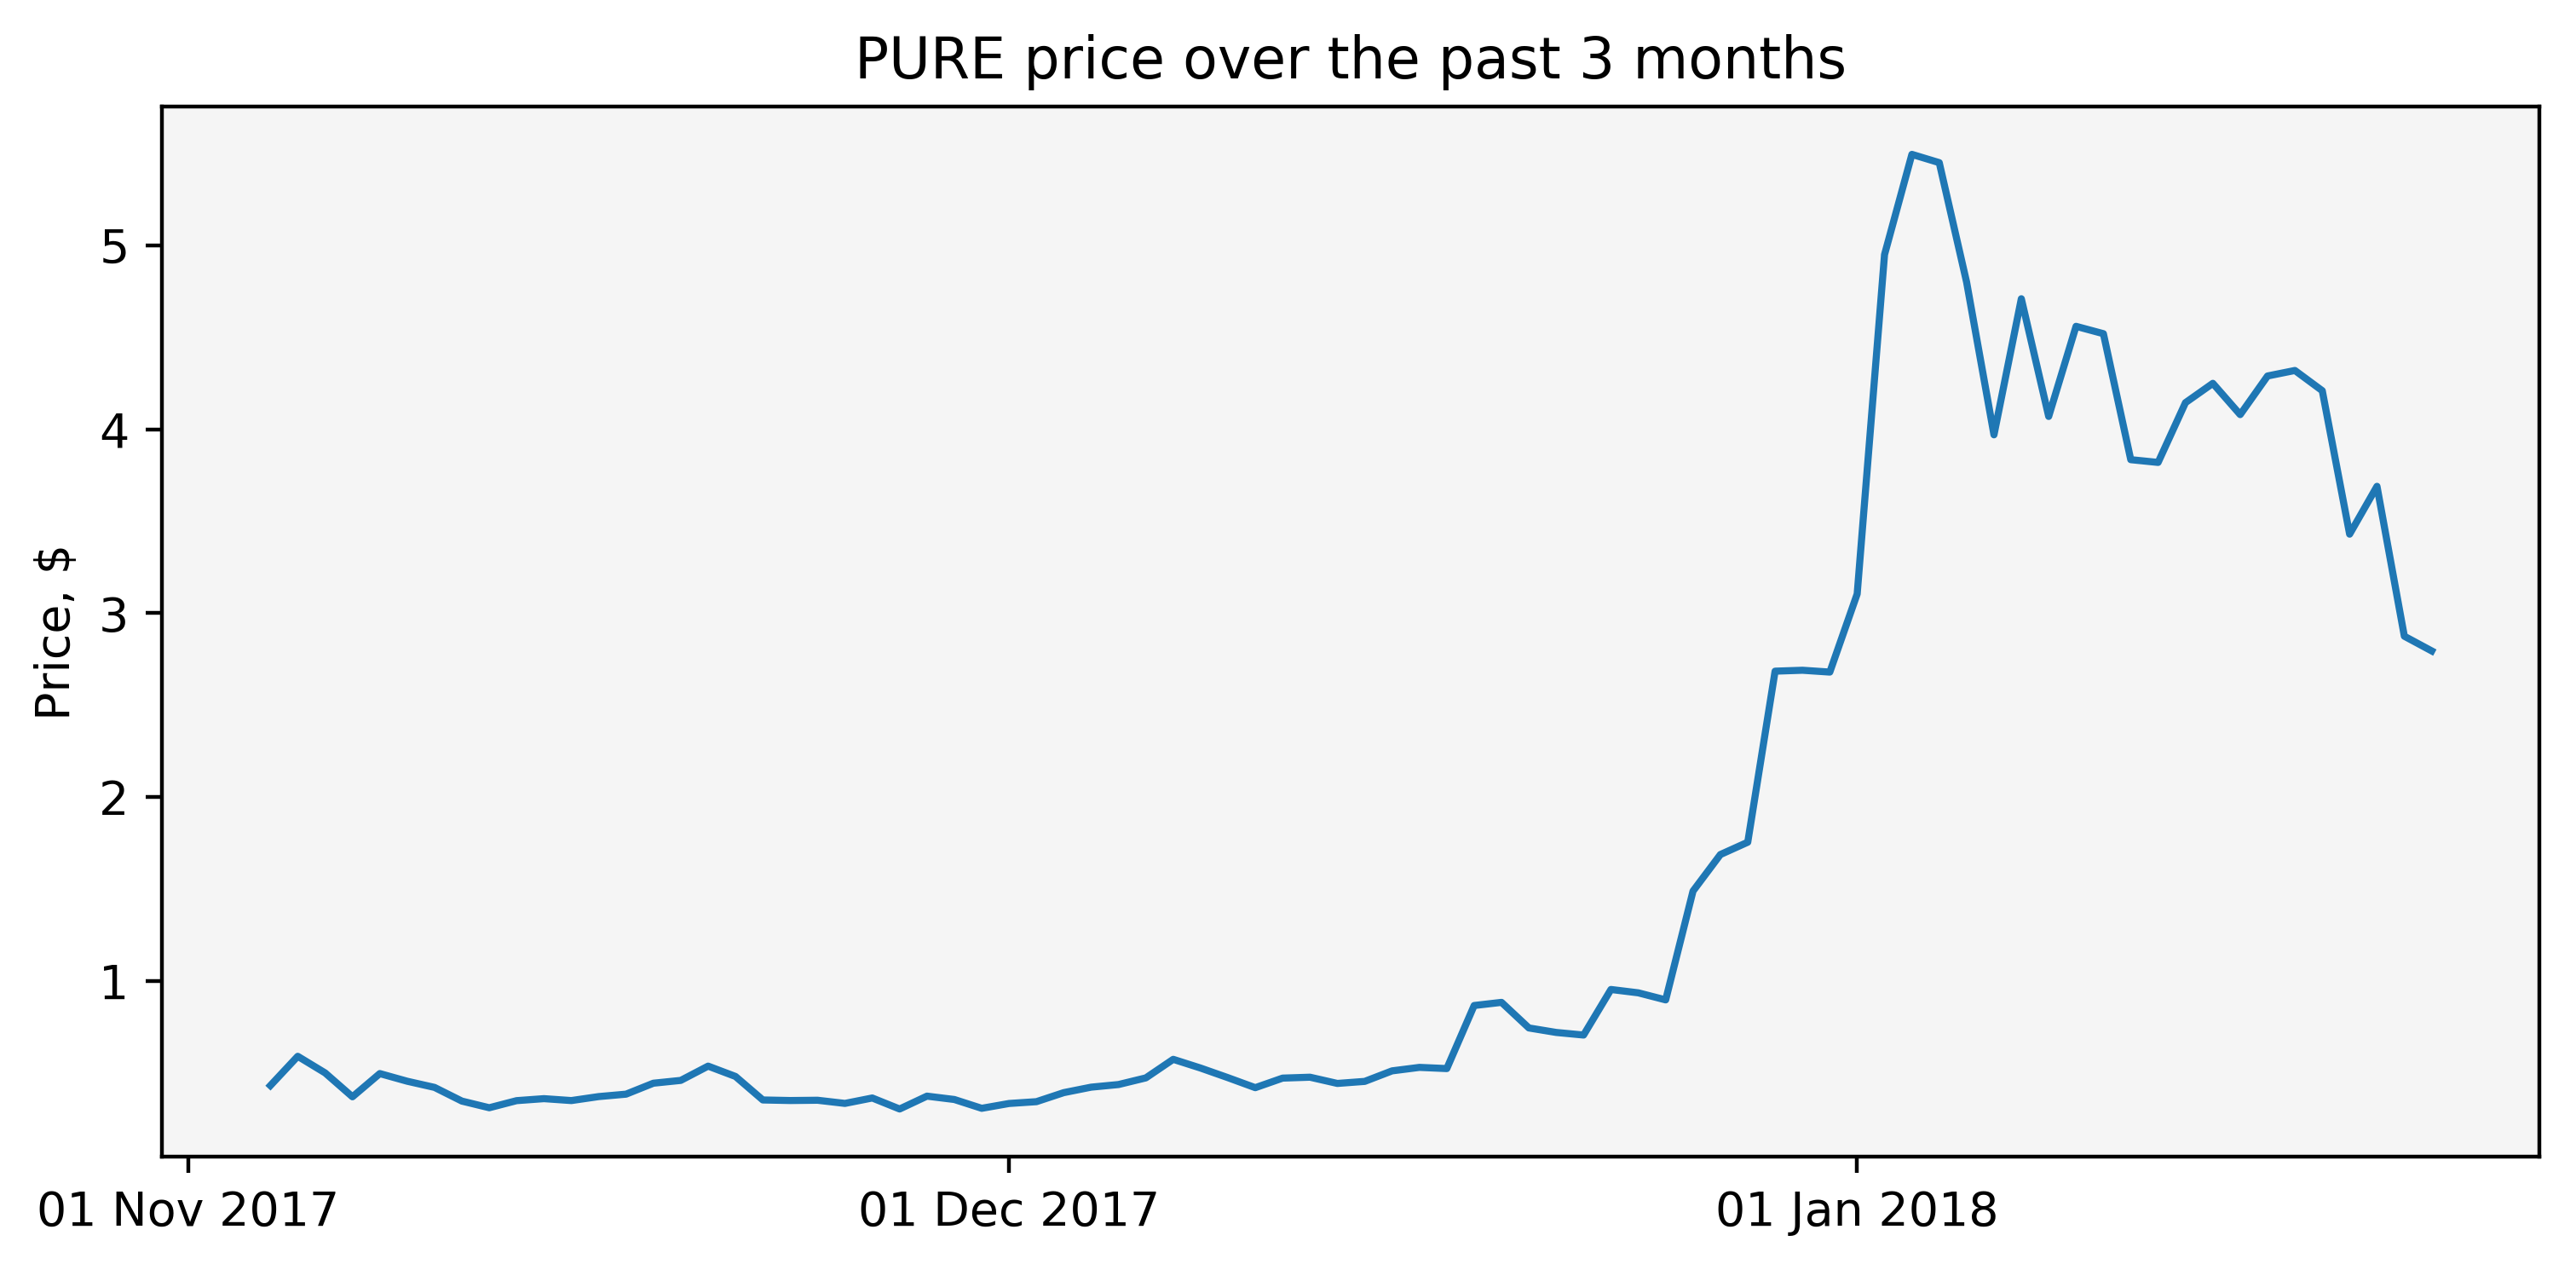 PURE price over the past 3 months
Price, $
5
4
3
2
1
01 Nov 2017
01 Dec 2017
01 Jan 2018